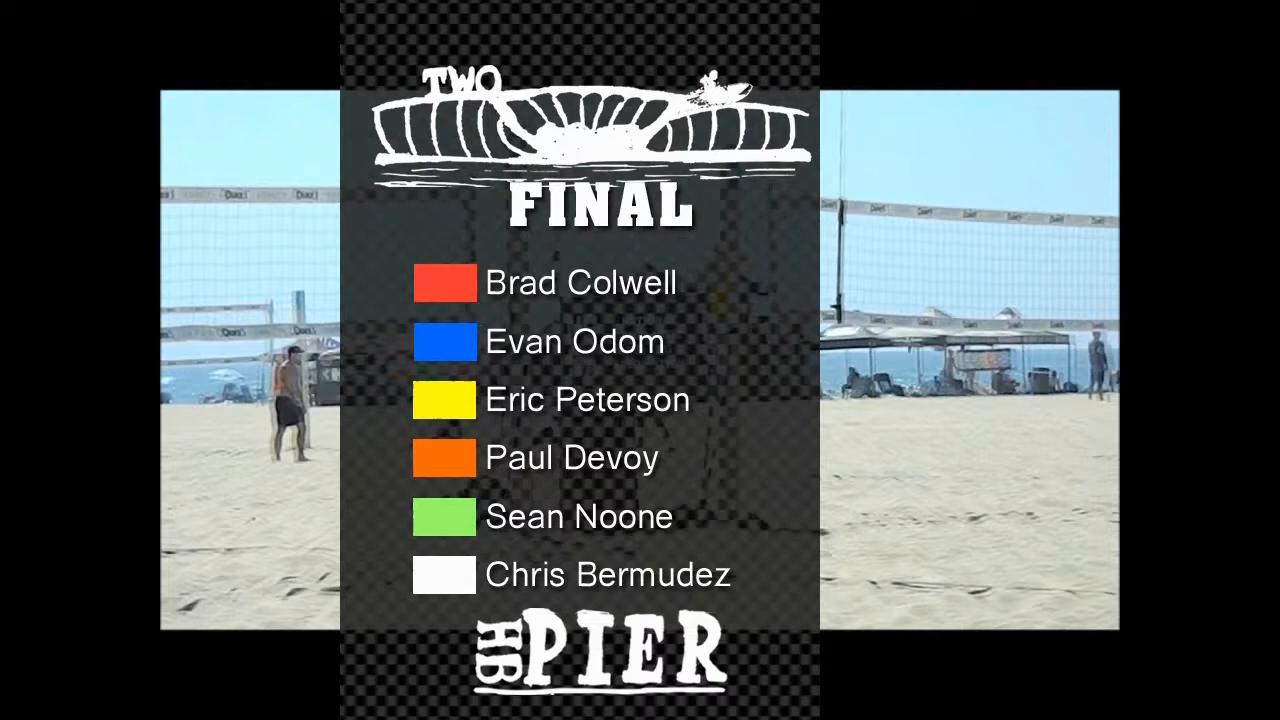 TWO
FINAL
Brad Colwell
Evan Odom
Eric Peterson
Paul Devoy
Sean Noone
Chris Bermudez
HB PIER